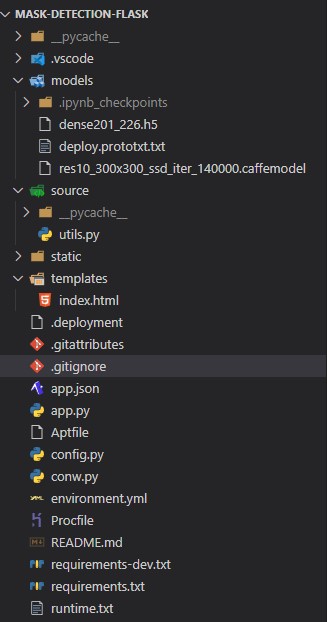 MASK-DETECTION-FLASK
__pycache__
.vscode
models
.ipynb_checkpoints
dense201_226.h5
deploy.prototxt.txt
res10_300x300_ssd_iter_140000.caffemodel
source
__pycache__
utils.py
static
templates
index.html
.deployment
.gitattributes
.gitignore
app.json
app.py
Aptfile
config.py
conw.py
environment.yml
Procfile
README.md
requirements-dev.txt
requirements.txt
runtime.txt